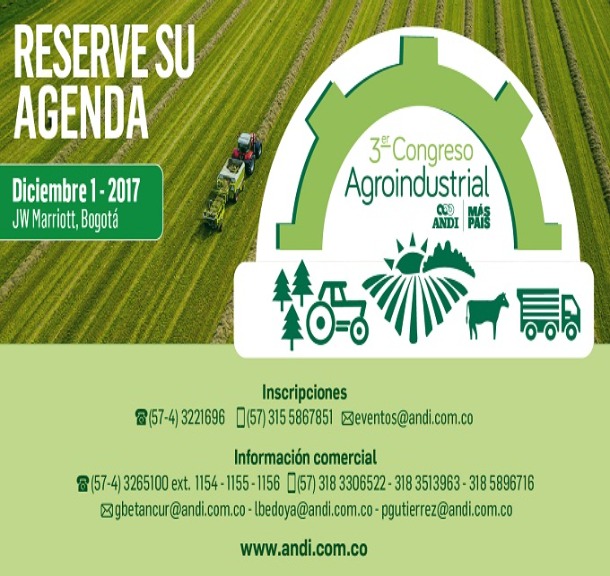 RESERVE SU
AGENDA
Diciembre 1 - 2017
JW Marriott, Bogotá
3er Congreso
Agroindustrial
ANDI | MÁS PAÍS
Inscripciones
(57-4) 3221696 (57) 315 5867851 eventos@andi.com.co
Información comercial
(57-4) 3265100 ext. 1154 - 1155 - 1156 (57) 318 3306522 - 318 3513963 - 318 5896716
gbetancur@andi.com.co - lbedoya@andi.com.co - pgutierrez@andi.com.co
www.andi.com.co